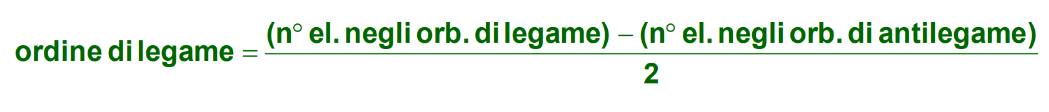 ordine di legame = (n° el. negli orb. di legame) – (n° el. negli orb. di antilegame)
2